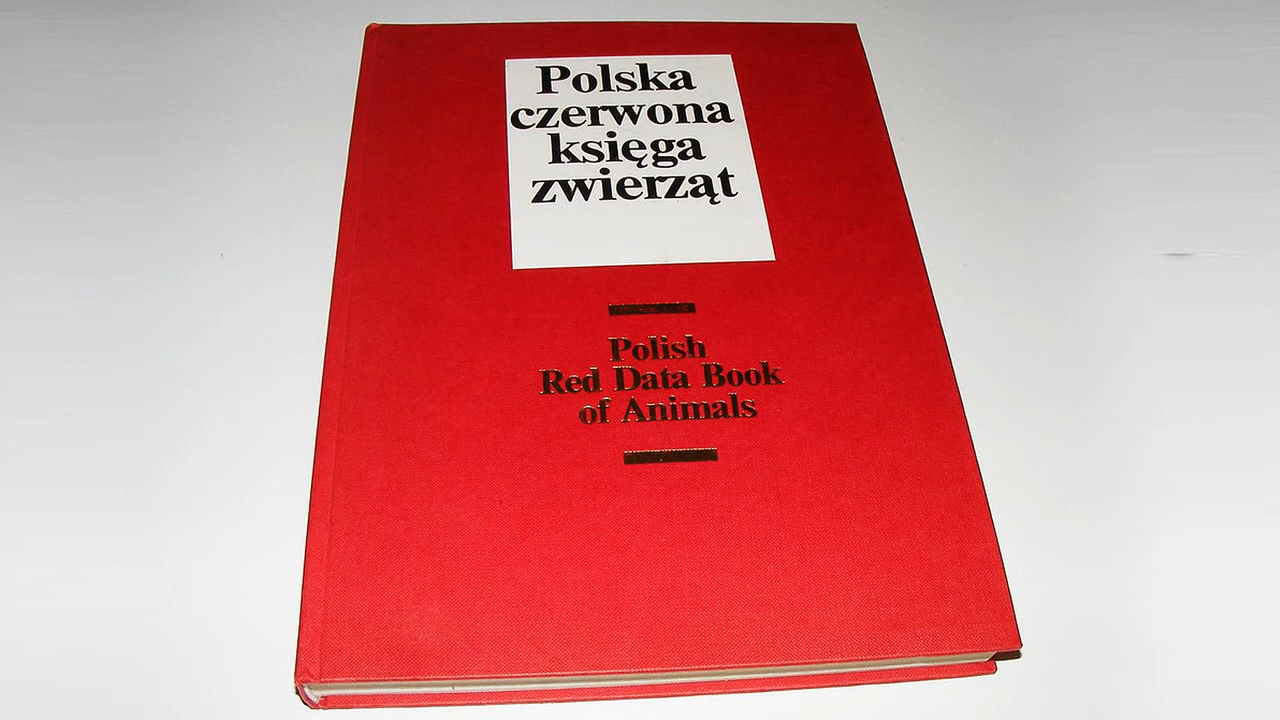 Polska
czerwona
księga
zwierząt
Polish
Red Data Book
of Animals